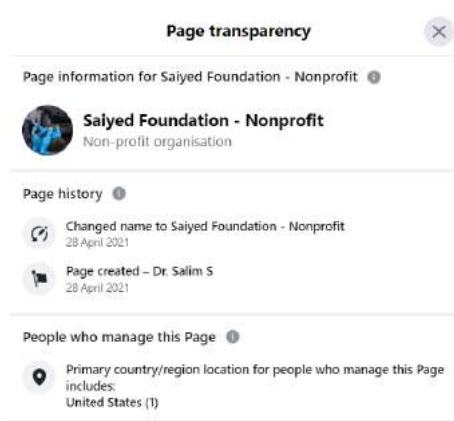 Page transparency
Page information for Saiyed Foundation - Nonprofit
Saiyed Foundation - Nonprofit
Non-profit organisation
Page history
Changed name to Saiyed Foundation - Nonprofit
28 April 2021
Page created – Dr. Salim S
28 April 2021
People who manage this Page
Primary country/region location for people who manage this Page
includes:
United States (1)